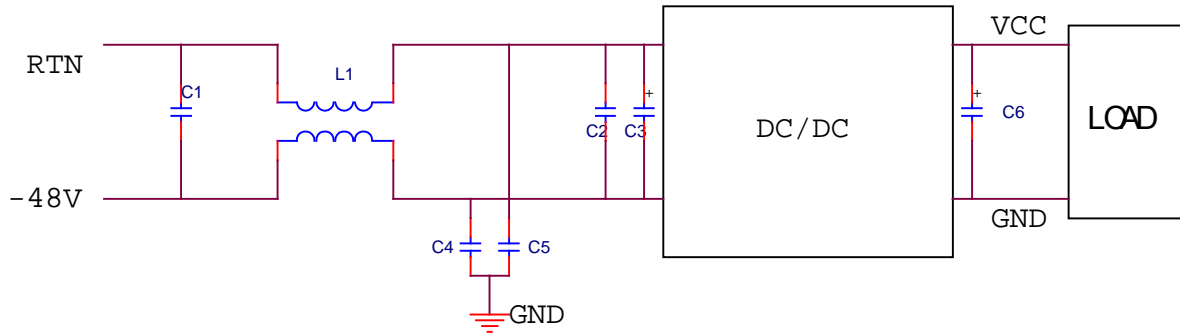 VCC
RTN
L1
C1
C2
+
C3
DC/DC
+
C6
LOAD
-48V
GND
C4
C5
GND